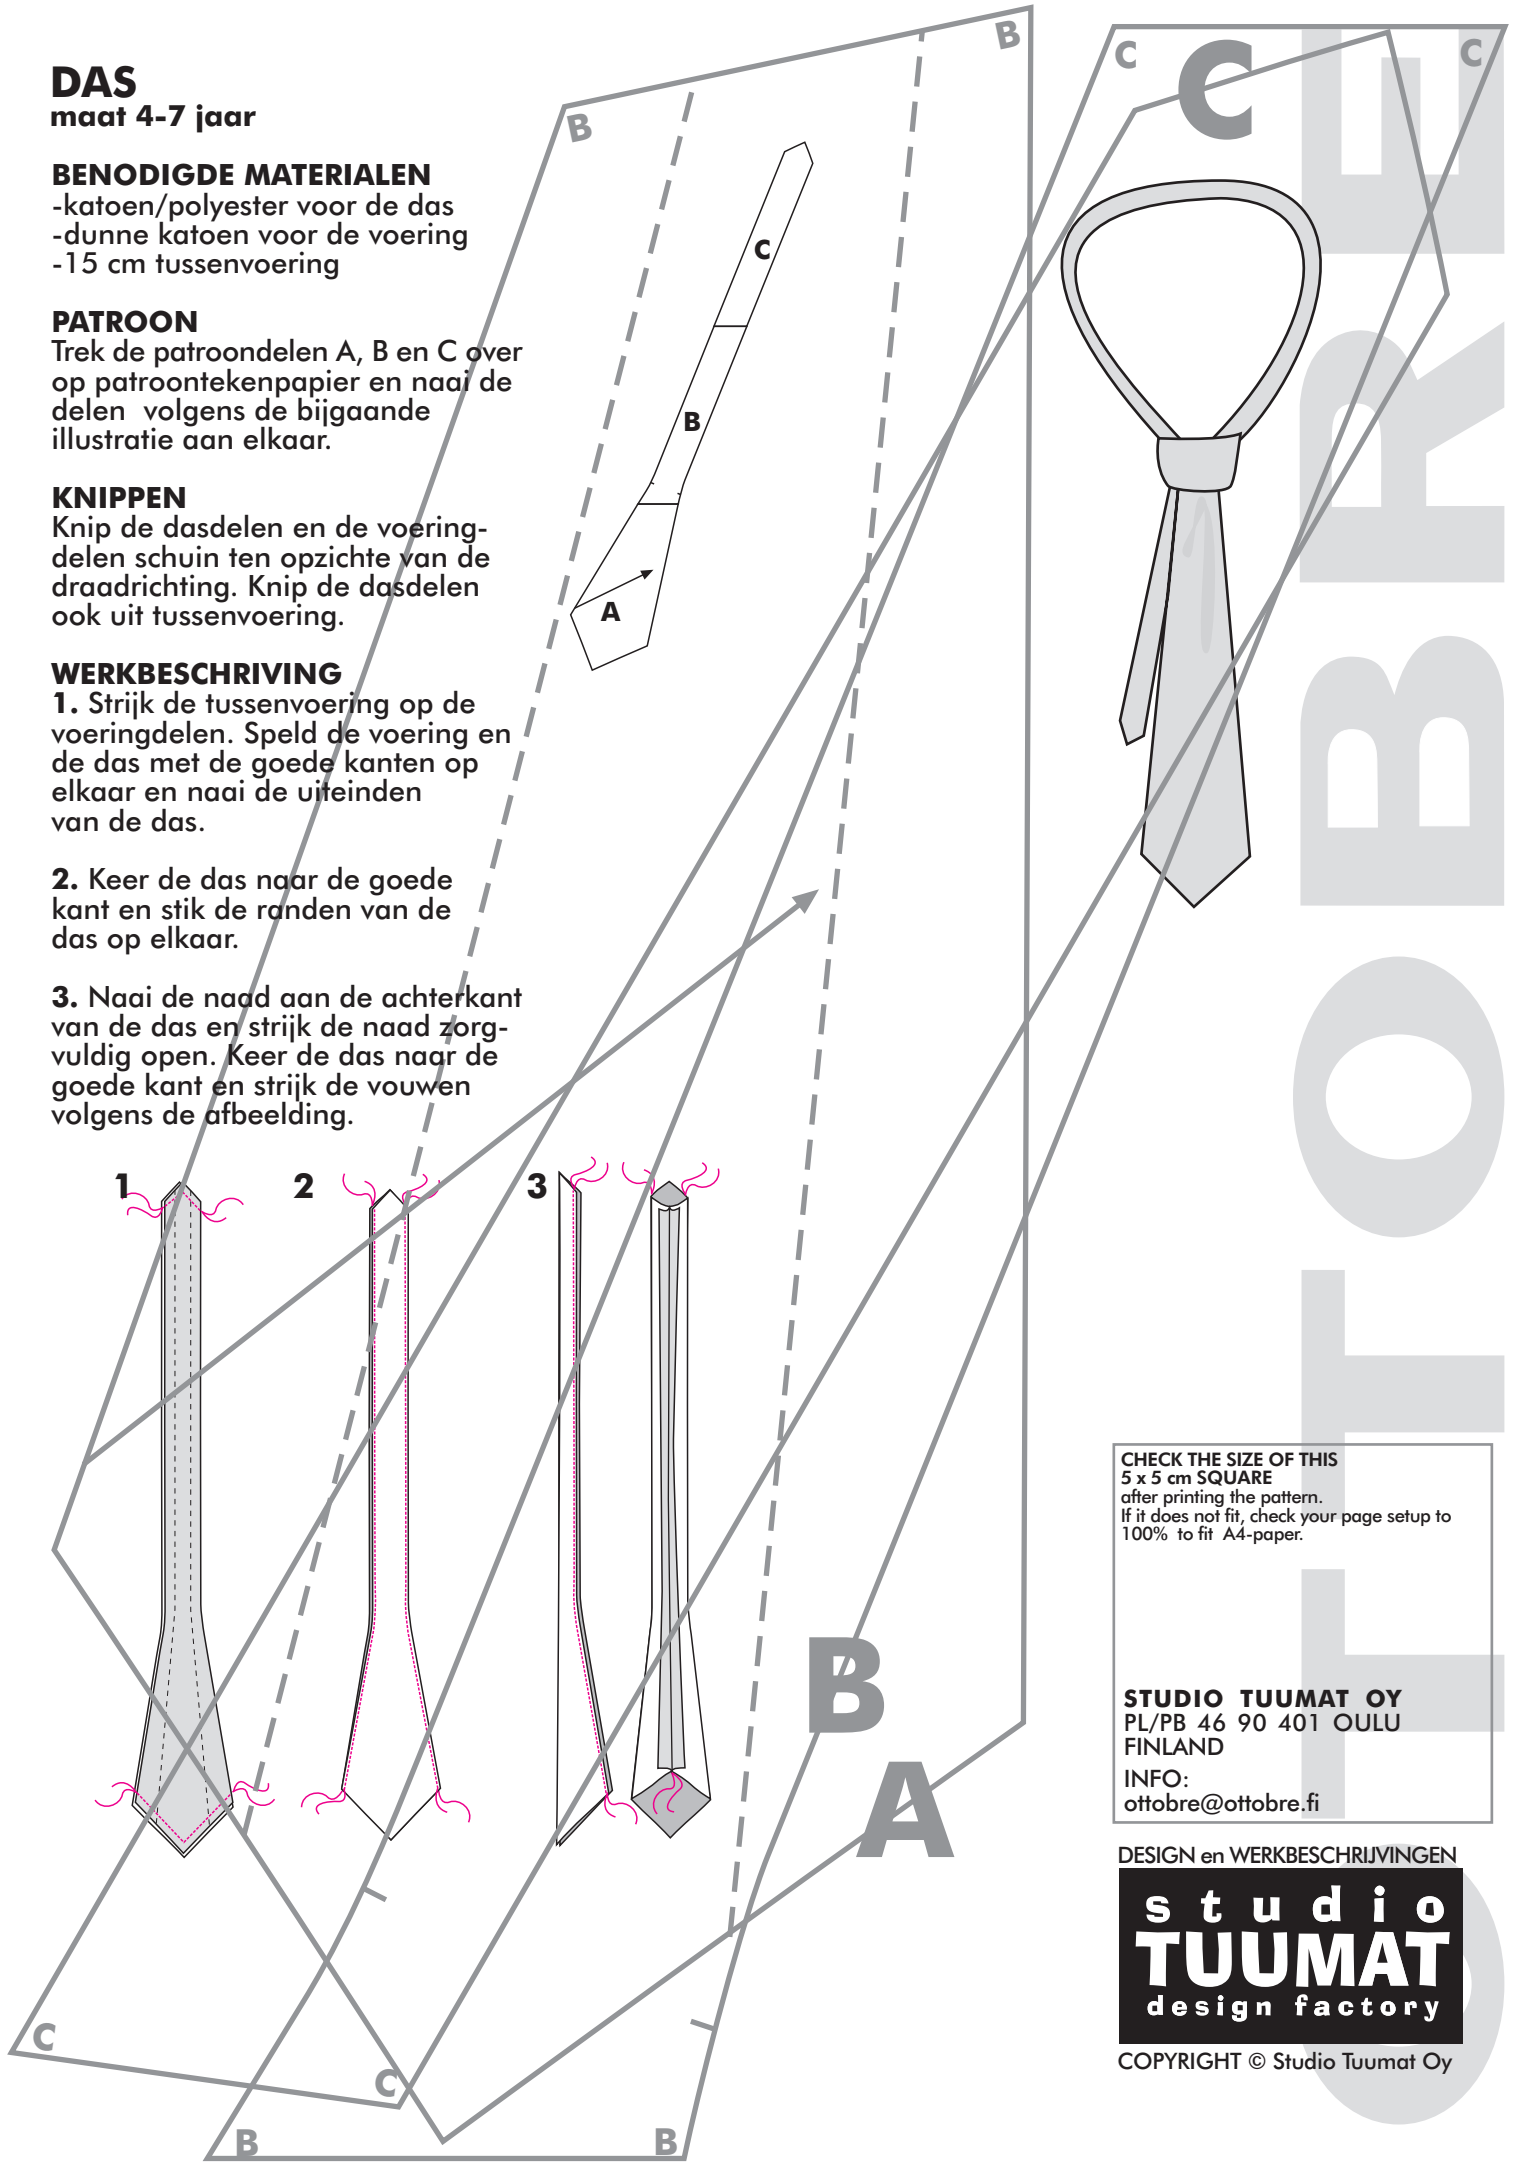 DAS
maat 4-7 jaar
BENODIGDE MATERIALEN
-katoen/polyester voor de das
-dunne katoen voor de voering
-15 cm tussenvoering
PATROON
Trek de patroondelen A, B en C over
op patroontekenpapier en naai de
delen volgens de bijgaande
illustratie aan elkaar.
KNIPPEN
Knip de dasdelen en de voering-
delen schuin ten opzichte van de
draadrichting. Knip de dasdelen
ook uit tussenvoering.
WERKBESCHRIVING
1. Strijk de tussenvoering op de
voeringdelen. Speld de voering en
de das met de goede kanten op
elkaar en naai de uiteinden
van de das.
2. Keer de das naar de goede
kant en stik de randen van de
das op elkaar.
3. Naai de naad aan de achterkant
van de das en strijk de naad zorg-
vuldig open. Keer de das naar de
goede kant en strijk de vouwen
volgens de afbeelding.
1
2
3
B
B
C
C
C
C
B
A
B
A
C
C
B
B
OTTOBRE
CHECK THE SIZE OF THIS
5 x 5 cm SQUARE
after printing the pattern.
If it does not fit, check your page setup to
100% to fit A4-paper.
STUDIO TUUMAT OY
PL/PB 46 90 401 OULU
FINLAND
INFO:
ottobre@ottobre.fi
DESIGN en WERKBESCHRIJVINGEN
studio
TUUMAT
design factory
COPYRIGHT © Studio Tuumat Oy